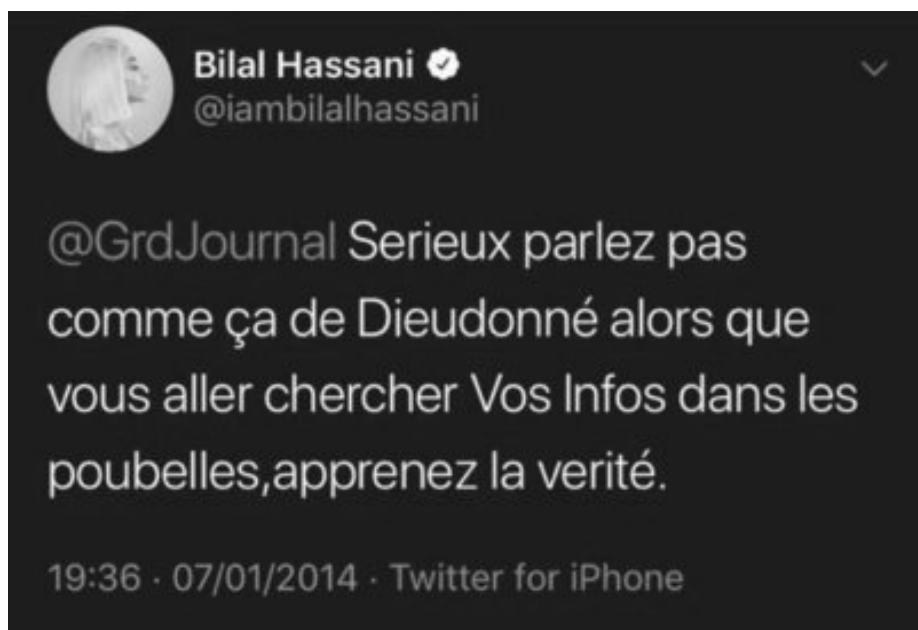 Bilal Hassani
@iambilalhassani
@GrdJournal Serieux parlez pas
comme ça de Dieudonné alors que
vous aller chercher Vos Infos dans les
poubelles,apprenez la verité.
19:36 · 07/01/2014 · Twitter for iPhone